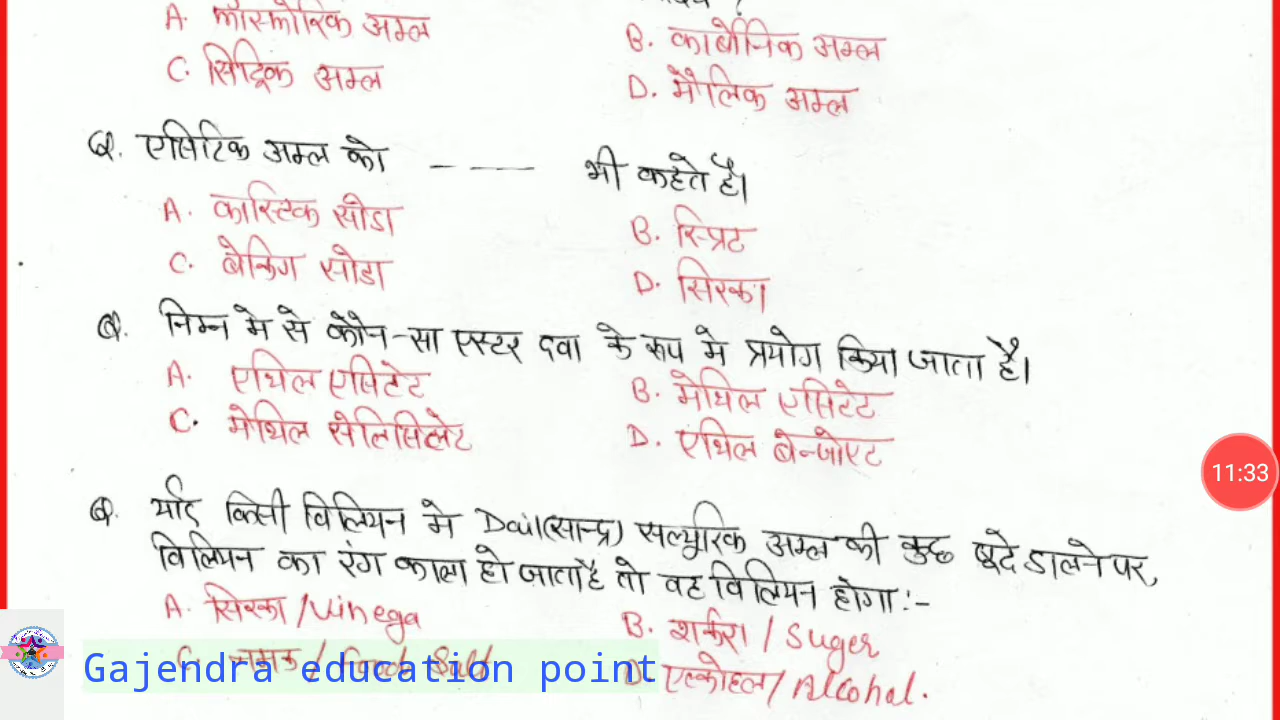 A. फॉस्फोरिक अम्ल
B. कार्बोनिक अम्ल
C. सिट्रिक अम्ल
D. मैलिक अम्ल
Q. एसिटिक अम्ल को - —— भी कहते है।
A. कास्टिक सोडा
B. स्प्रिट
C. बेकिंग सोडा
D. सिरका
Q. निम्न मे से कौन-सा एस्टर दवा के रूप मे प्रयोग किया जाता है।
A. एथिल एसिटेट
B. मेथिल एसिटेट
C. मेथिल सेलिसिलेट
D. एथिल बेन्जोएट
Q. यदि किसी विलियन मे (सान्द्र) सल्फ्यूरिक अम्ल की कुछ बूदे डालने पर,
विलियन का रंग काला हो जाता है तो वह विलियन होगा :-
A. सिरका / Vinega
B. शर्करा / Suger
C. नमक /
D. एल्कोहल / Alcohal.
Gajendra education point
11:33